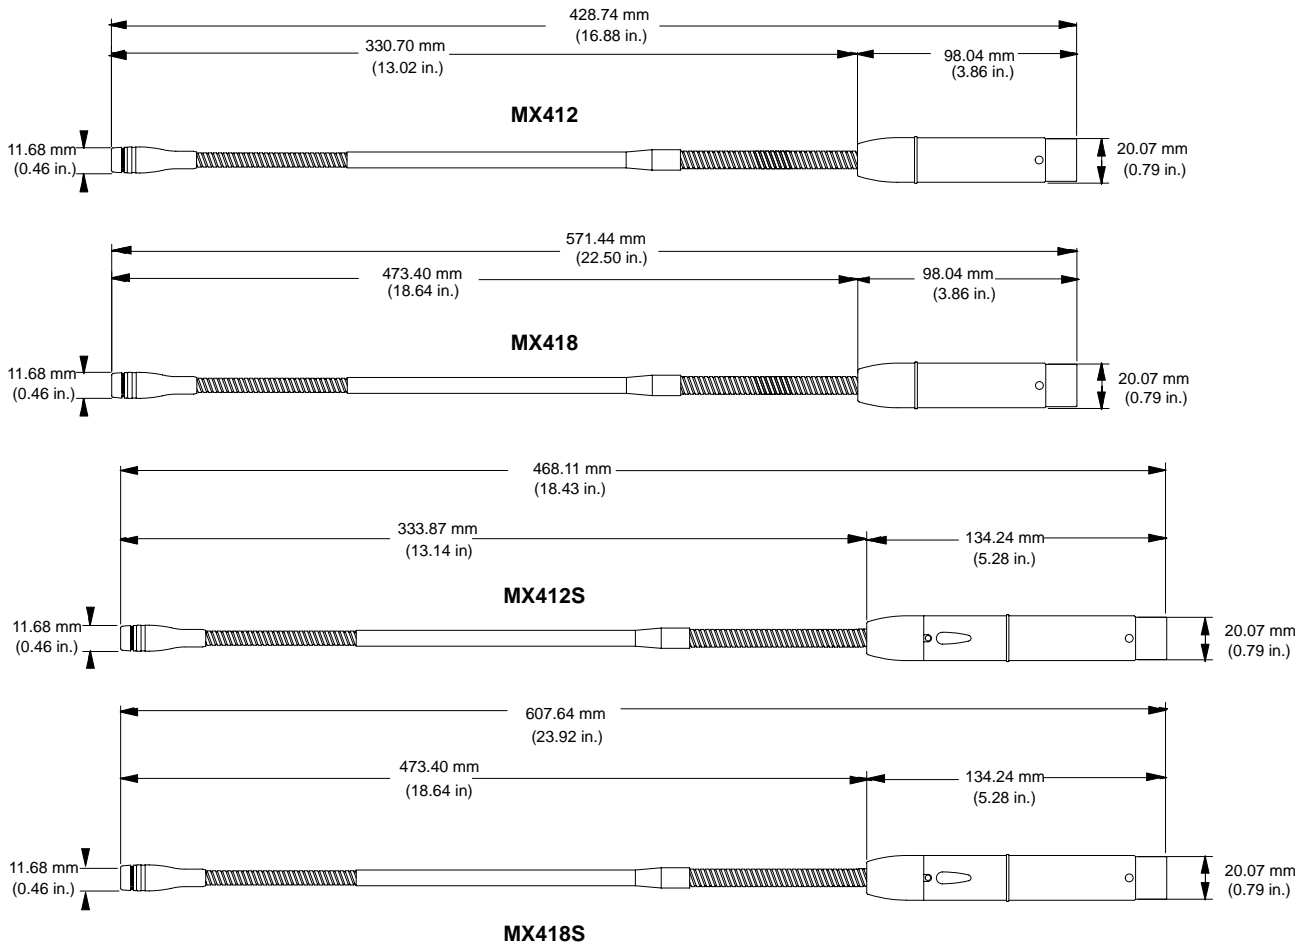 428.74 mm
(16.88 in.)
330.70 mm
(13.02 in.)
98.04 mm
(3.86 in.)
MX412
11.68 mm
(0.46 in.)
20.07 mm
(0.79 in.)
571.44 mm
(22.50 in.)
473.40 mm
(18.64 in.)
98.04 mm
(3.86 in.)
MX418
11.68 mm
(0.46 in.)
20.07 mm
(0.79 in.)
468.11 mm
(18.43 in.)
333.87 mm
(13.14 in)
134.24 mm
(5.28 in.)
MX412S
11.68 mm
(0.46 in.)
20.07 mm
(0.79 in.)
607.64 mm
(23.92 in.)
473.40 mm
(18.64 in)
134.24 mm
(5.28 in.)
11.68 mm
(0.46 in.)
20.07 mm
(0.79 in.)
MX418S